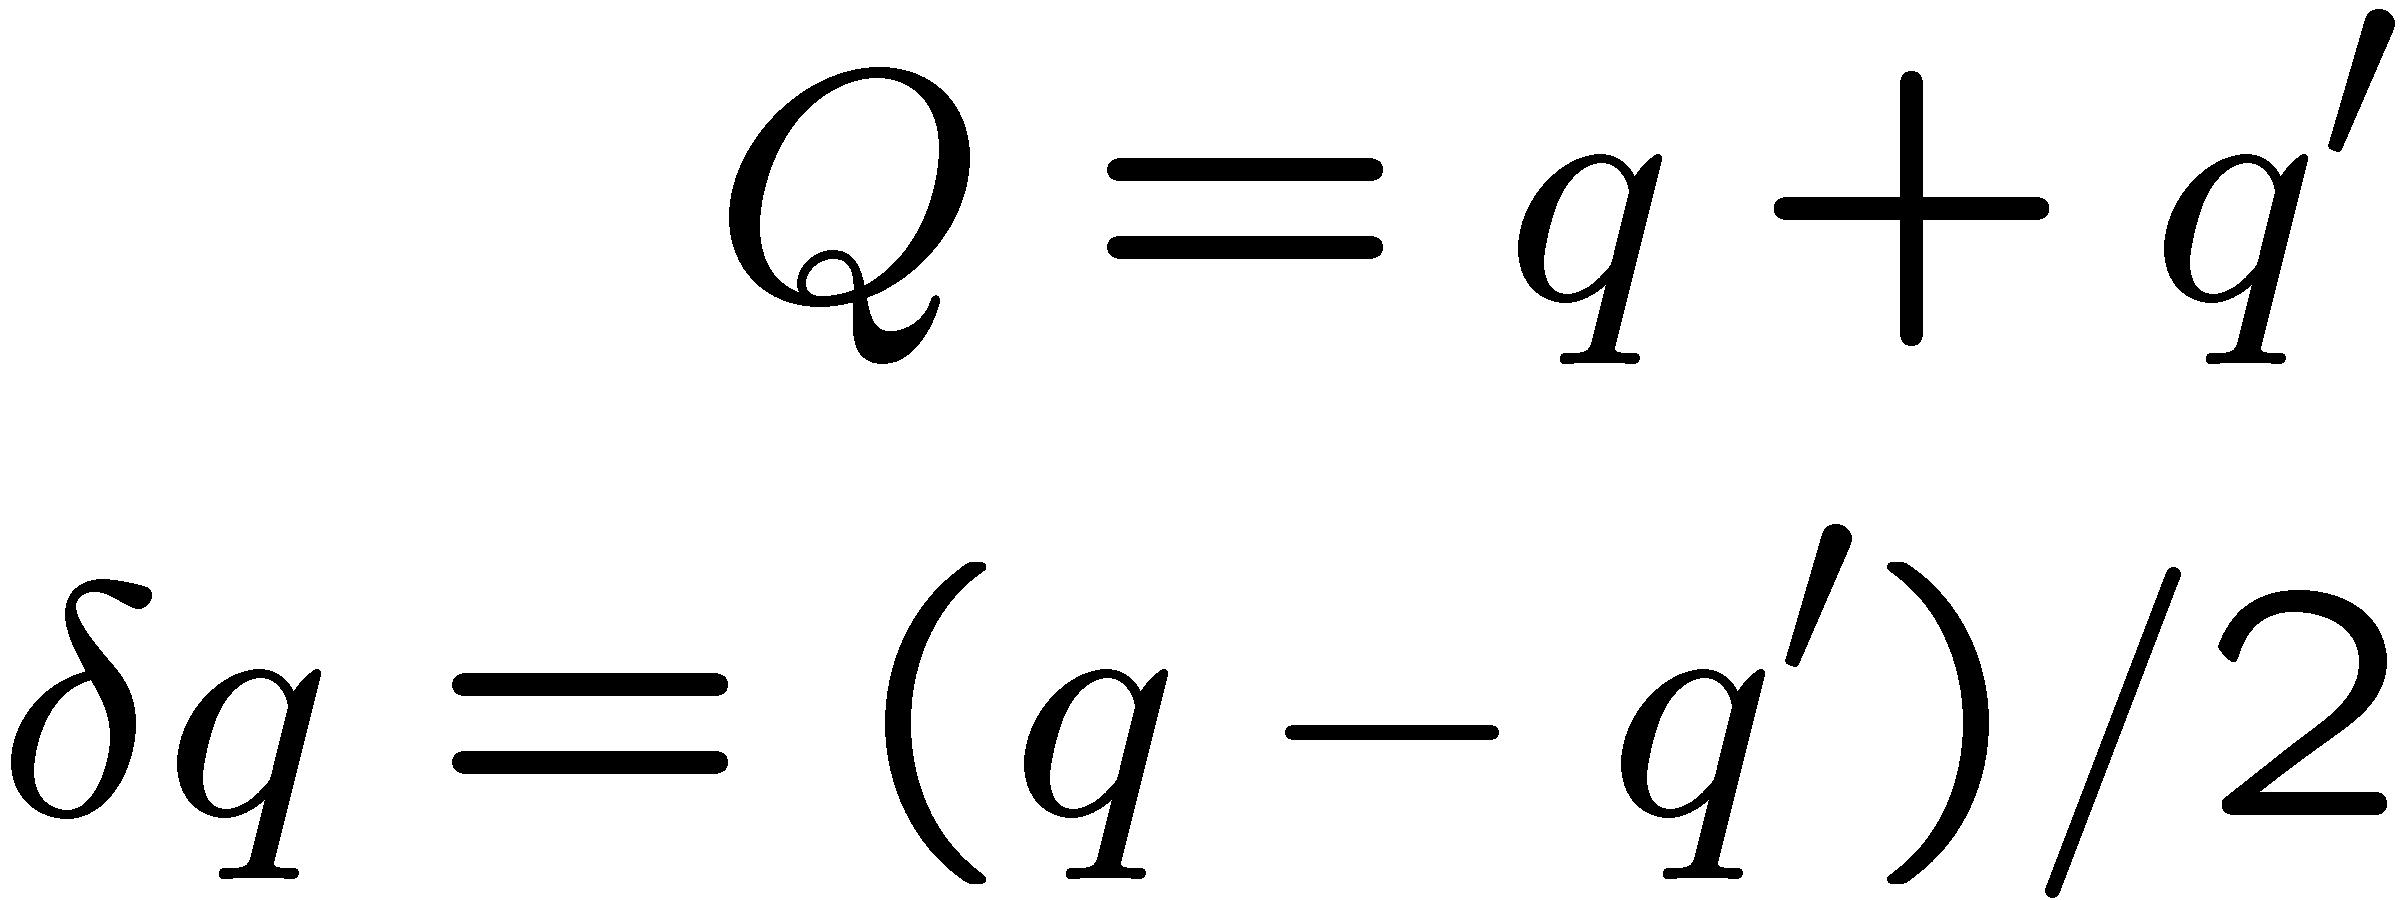 Q = q + q′
δq = (q − q′)/2